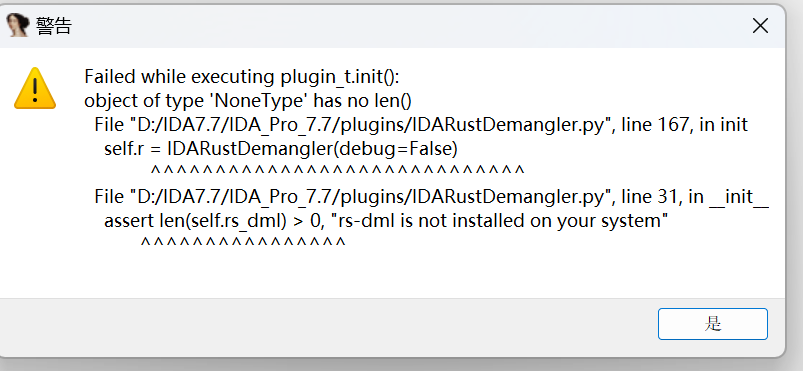 警告
Failed while executing plugin_t.init():
object of type 'NoneType' has no len()
File "D:/IDA7.7/IDA_Pro_7.7/plugins/IDARustDemangler.py", line 167, in init
self.r = IDARustDemangler(debug=False)
^^^^^^^^^^^^^^^^^^^^^^^^^^^^^
File "D:/IDA7.7/IDA_Pro_7.7/plugins/IDARustDemangler.py", line 31, in __init__
assert len(self.rs_dml) > 0, "rs-dml is not installed on your system"
^^^^^^^^^^^^^^^^
是